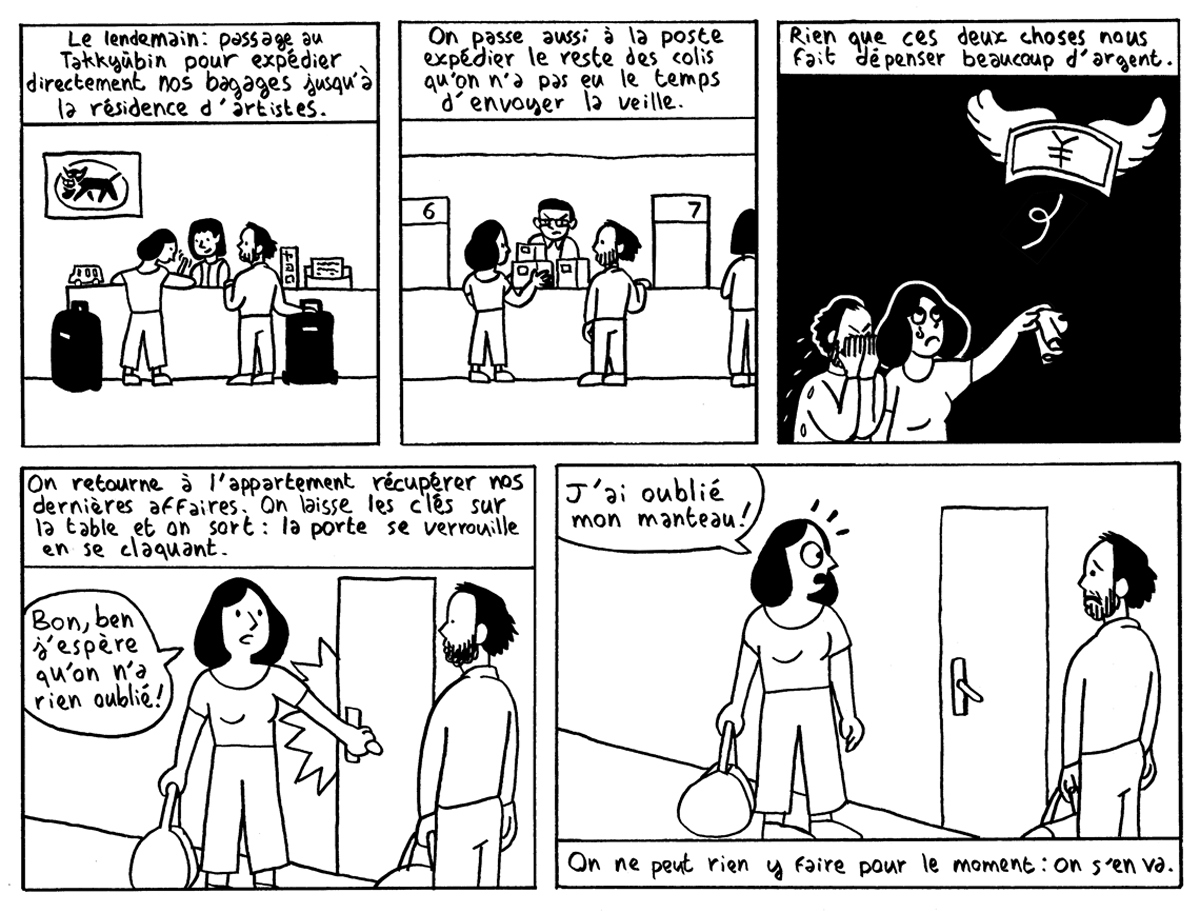 Le lendemain: passage au
Takkyūbin pour expédier
directement nos bagages jusqu'à
la résidence d'artistes.
On passe aussi à la poste
expédier le reste des colis
qu'on n'a pas eu le temps
d'envoyer la veille.
6
7
Rien que ces deux choses nous
fait dépenser beaucoup d'argent.
¥
On retourne à l'appartement récupérer nos
dernières affaires. On laisse les clés sur
la table et on sort: la porte se verrouille
en se claquant.
Bon, ben
j'espère
qu'on n'a
rien oublié!
J'ai oublié
mon manteau!
On ne peut rien y faire pour le moment: on s'en va.